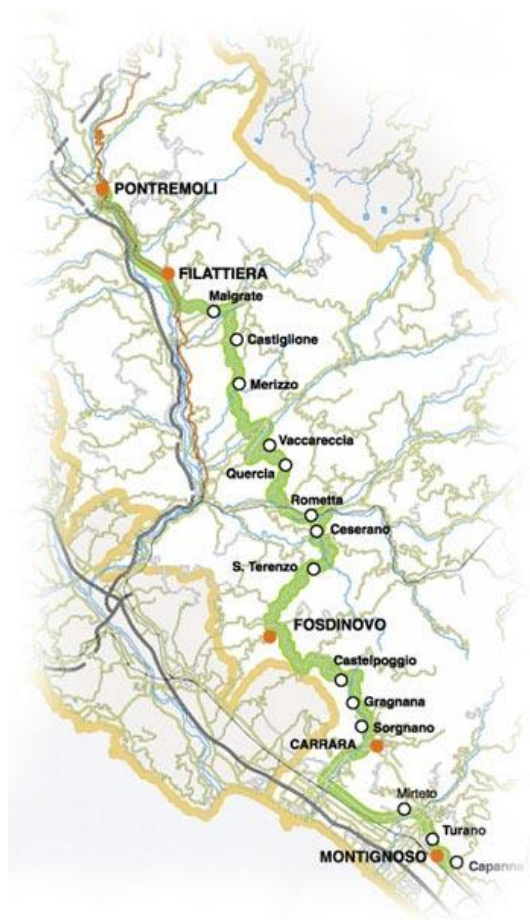 PONTREMOLI
FILATTIERA
Malgrate
Castiglione
Merizzo
Vaccareccia
Quercia
Rometta
Ceserano
S. Terenzo
FOSDINOVO
Castelpoggio
Gragnana
Sorgnano
CARRARA
Mirteto
Turano
MONTIGNOSO
Capanne